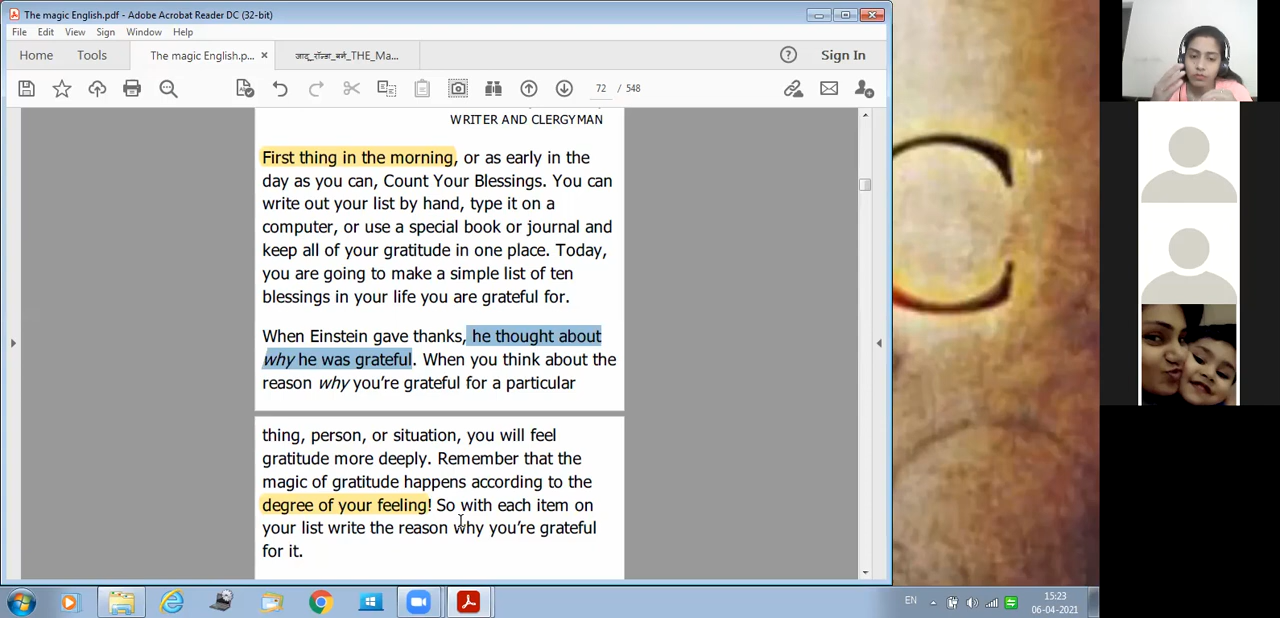 The magic English.pdf - Adobe Acrobat Reader DC (32-bit)
File Edit View Sign Window Help
Home Tools The magic English.p... × जादू_रॉन्डा_बर्न_THE_Ma... Sign In
72 / 548
WRITER AND CLERGYMAN
First thing in the morning, or as early in the
day as you can, Count Your Blessings. You can
write out your list by hand, type it on a
computer, or use a special book or journal and
keep all of your gratitude in one place. Today,
you are going to make a simple list of ten
blessings in your life you are grateful for.
When Einstein gave thanks, he thought about
why he was grateful. When you think about the
reason why you're grateful for a particular
thing, person, or situation, you will feel
gratitude more deeply. Remember that the
magic of gratitude happens according to the
degree of your feeling! So with each item on
your list write the reason why you're grateful
for it.
EN
15:23
06-04-2021